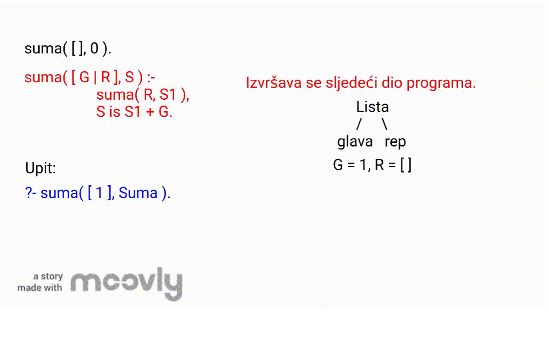 suma( [ ], 0 ).
suma( [ G | R ], S ) :-
suma( R, S1 ),
S is S1 + G.
Upit:
?- suma( [ 1 ], Suma ).
Izvršava se sljedeći dio programa.
Lista
/ \
glava rep
G = 1, R = [ ]
a story
made with
moovly